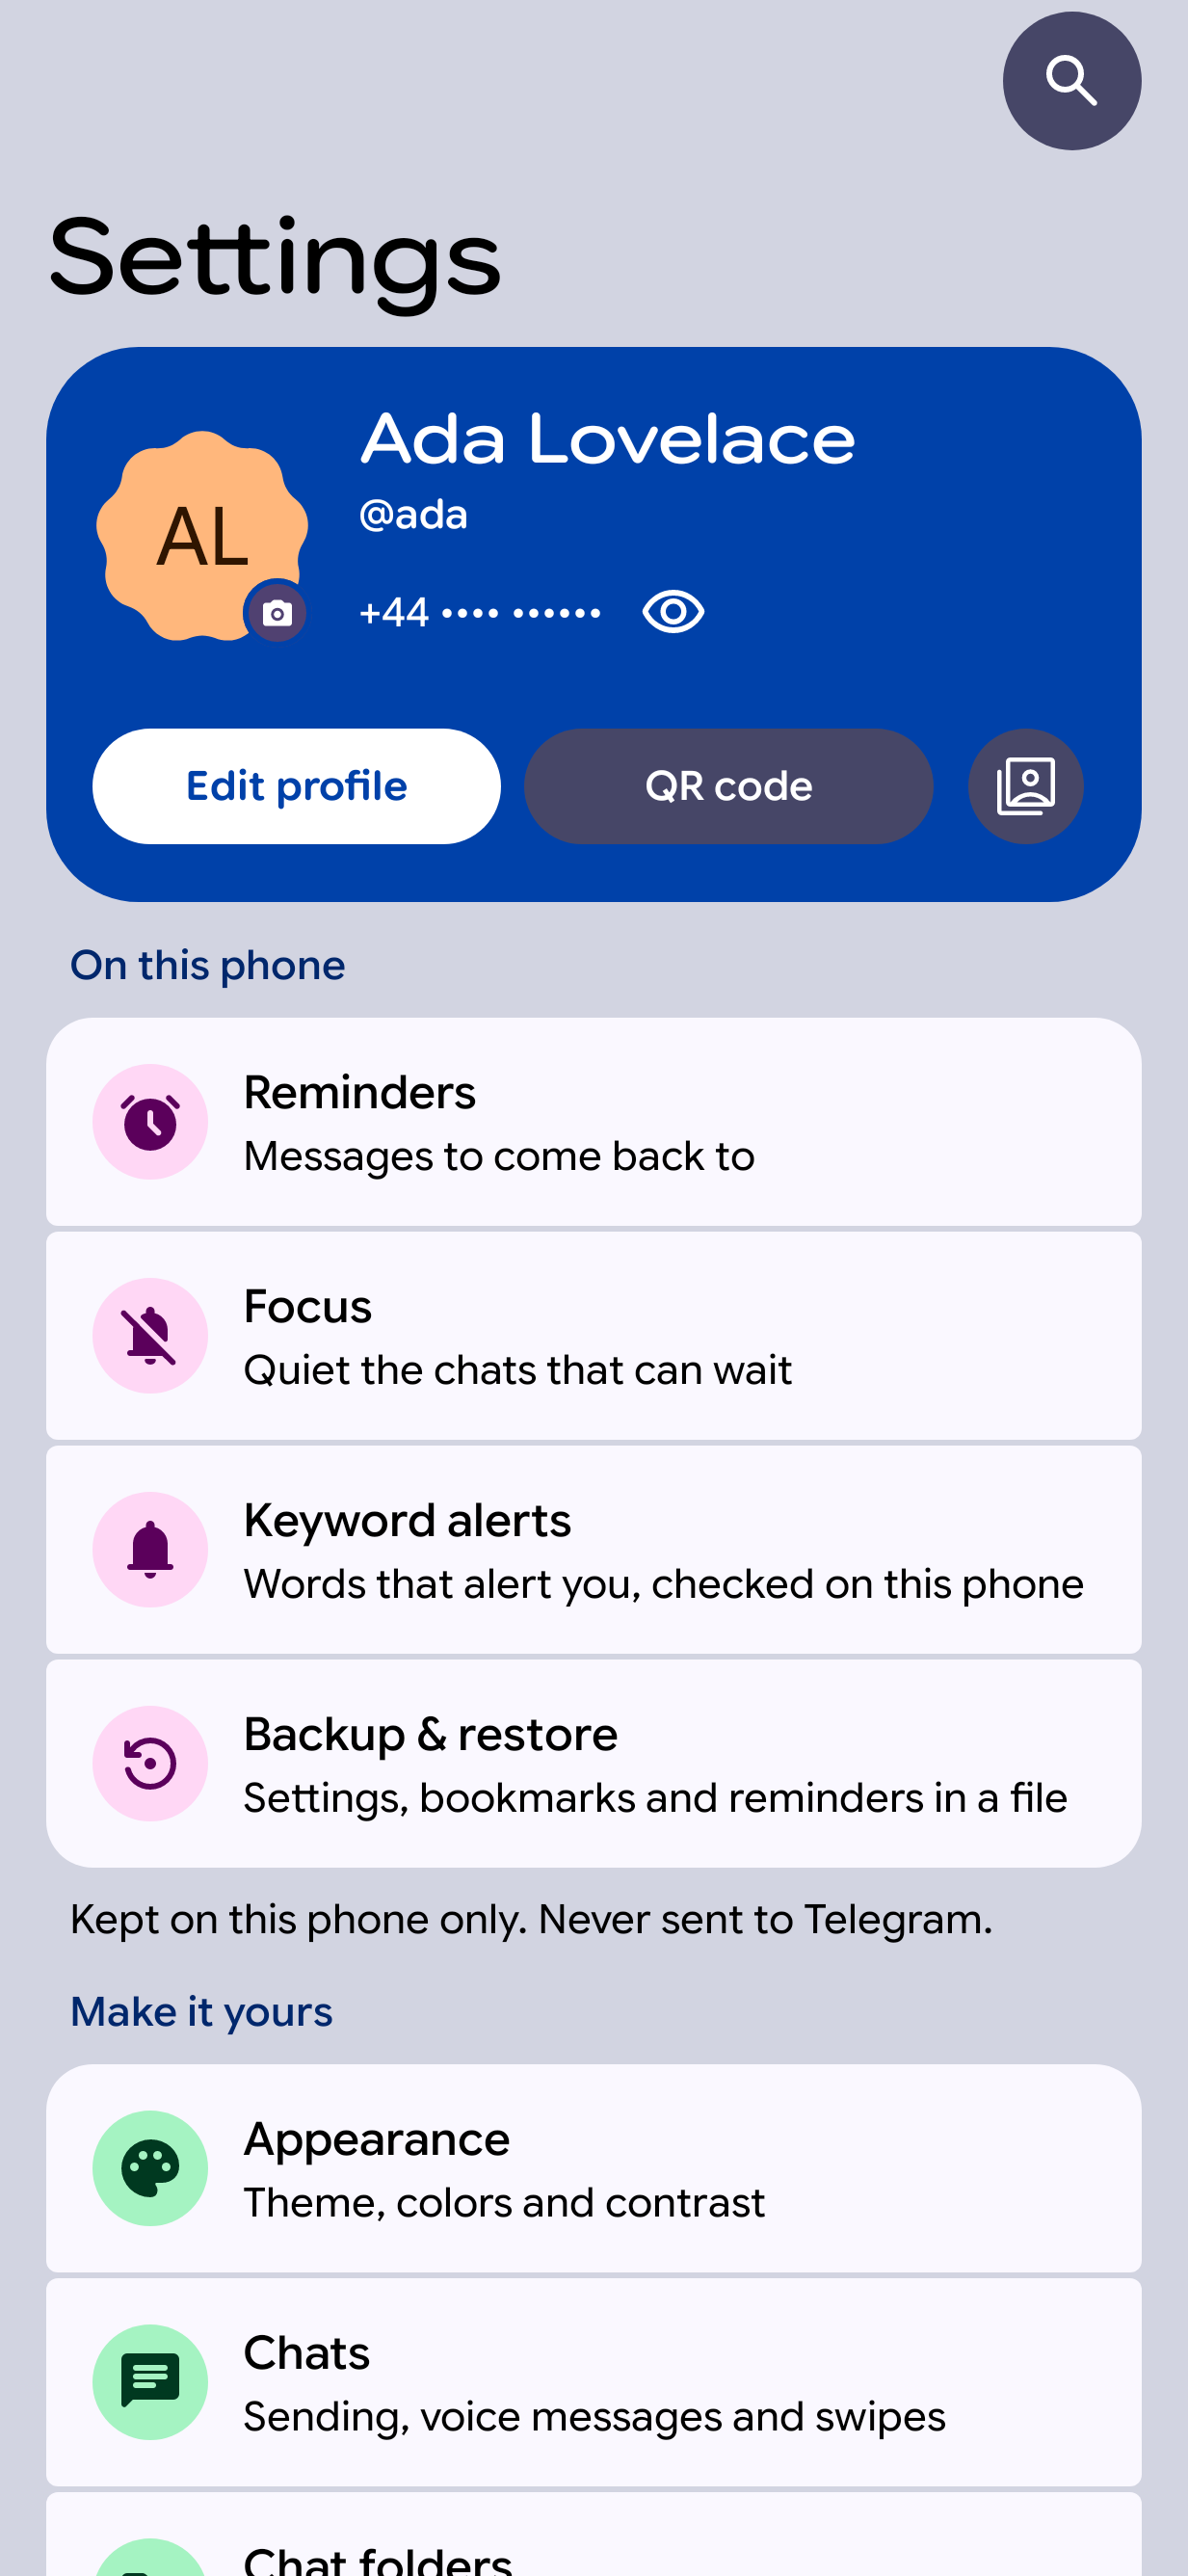 Settings
AL
Ada Lovelace
@ada
+44 •••• ••••••
Edit profile
QR code
On this phone
Reminders
Messages to come back to
Focus
Quiet the chats that can wait
Keyword alerts
Words that alert you, checked on this phone
Backup & restore
Settings, bookmarks and reminders in a file
Kept on this phone only. Never sent to Telegram.
Make it yours
Appearance
Theme, colors and contrast
Chats
Sending, voice messages and swipes
Chat folders